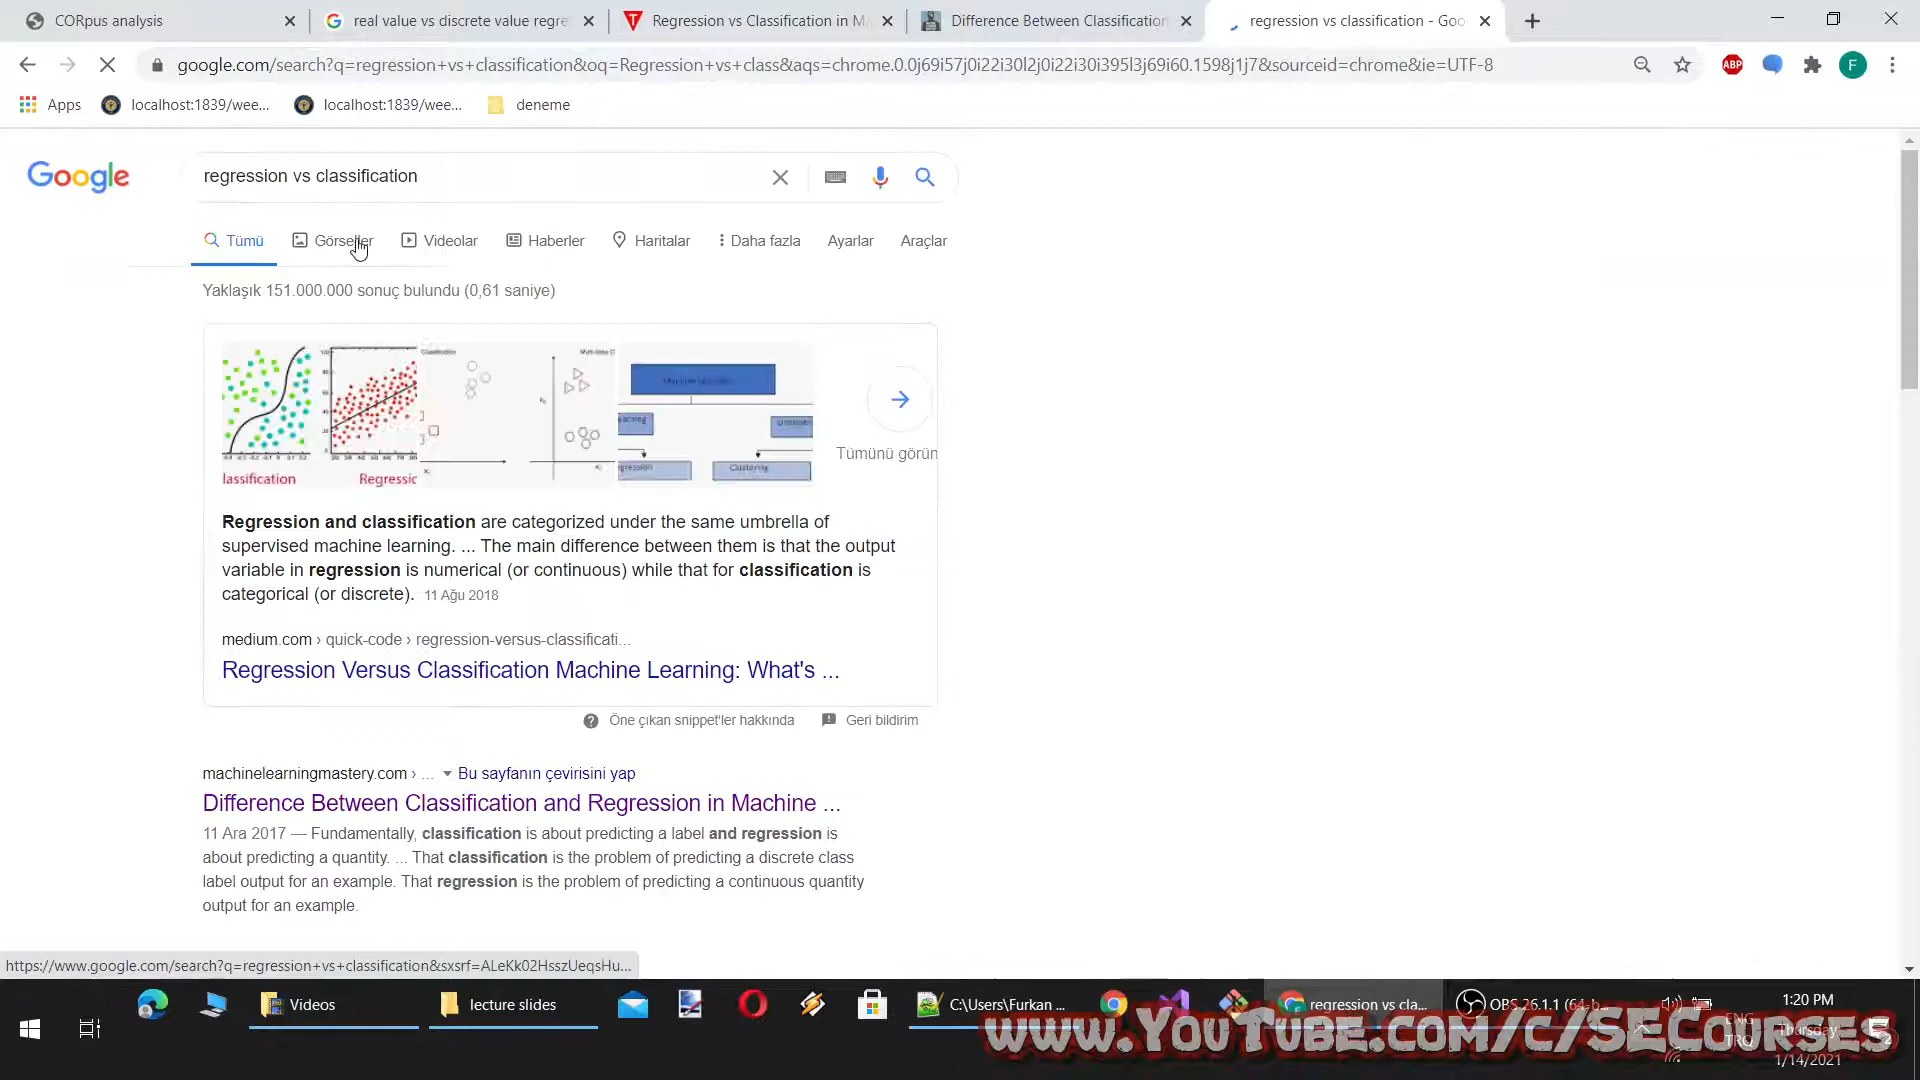 CORpus analysis
real value vs discrete value regre
Regression vs Classification in M
Difference Between Classification
regression vs classification - Goo
google.com/search?q=regression+vs+classification&oq=Regression+vs+class&aqs=chrome.0.0j69i57j0i22i30l2j0i22i30i395l3j69i60.1598j1j7&sourceid=chrome&ie=UTF-8
ABP
F
Apps
localhost:1839/wee...
localhost:1839/wee...
deneme
Google
regression vs classification
Tümü
Görseller
Videolar
Haberler
Haritalar
Daha fazla
Ayarlar
Araçlar
Yaklaşık 151.000.000 sonuç bulundu (0,61 saniye)
lassification
Regressic
Clustering
Tümünü görün
Regression and classification are categorized under the same umbrella of
supervised machine learning. ... The main difference between them is that the output
variable in regression is numerical (or continuous) while that for classification is
categorical (or discrete). 11 Ağu 2018
medium.com › quick-code › regression-versus-classificati...
Regression Versus Classification Machine Learning: What's ...
Öne çıkan snippet'ler hakkında
Geri bildirim
machinelearningmastery.com › ... Bu sayfanın çevirisini yap
Difference Between Classification and Regression in Machine ...
11 Ara 2017 — Fundamentally, classification is about predicting a label and regression is
about predicting a quantity. ... That classification is the problem of predicting a discrete class
label output for an example. That regression is the problem of predicting a continuous quantity
output for an example.
https://www.google.com/search?q=regression+vs+classification&sxsrf=ALeKk02HsszUeqsHu...
Videos
lecture slides
C:\Users\Furkan ...
regression vs cla...
OBS 26.1.1 (64-b...
1:20 PM
ENG
Thursday
TRQ
1/14/2021
www.YouTube.com/c/SECourses